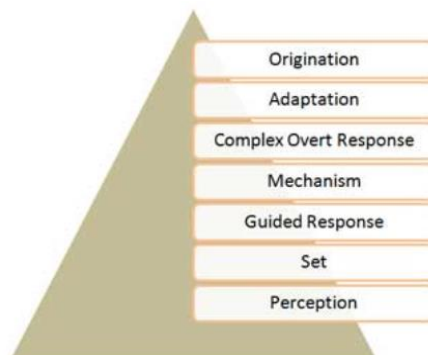 Origination
Adaptation
Complex Overt Response
Mechanism
Guided Response
Set
Perception